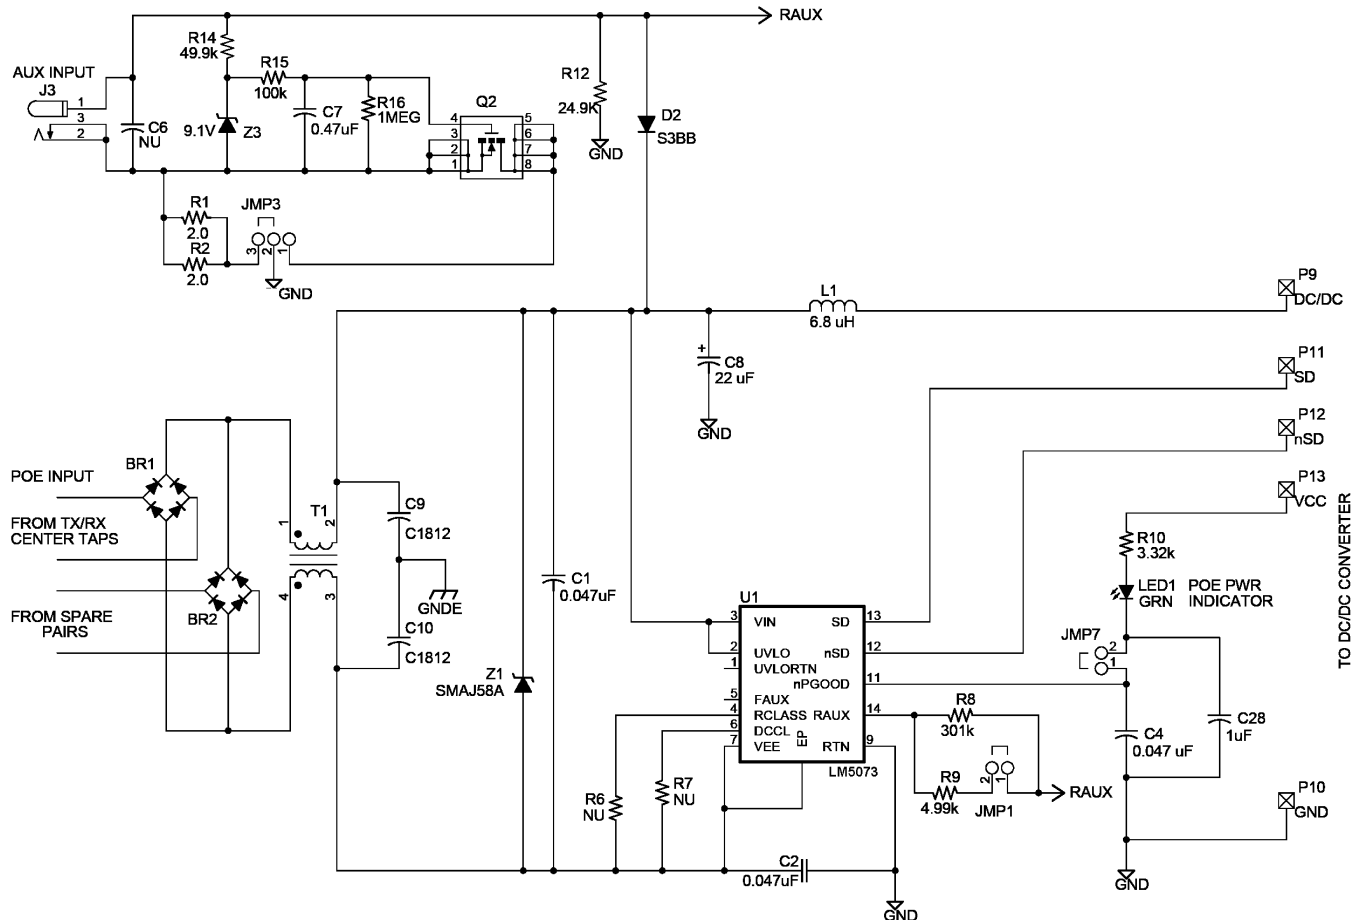 RAUX
R14
49.9k
AUX INPUT
J3
1
3
2
C6
NU
9.1V
Z3
R15
100k
C7
0.47uF
R16
1MEG
Q2
4
3
2
1
5
6
7
8
R12
24.9K
GND
D2
S3BB
R1
2.0
R2
2.0
JMP3
3
2
1
GND
L1
6.8 uH
P9
DC/DC
+
C8
22 uF
GND
P11
SD
P12
nSD
P13
VCC
POE INPUT
FROM TX/RX
CENTER TAPS
FROM SPARE
PAIRS
BR1
BR2
T1
1
2
4
3
C9
C1812
GNDE
C10
C1812
C1
0.047uF
Z1
SMAJ58A
U1
3
VIN
2
UVLO
1
UVLORTN
5
FAUX
4
RCLASS
6
DCCL
7
VEE
EP
SD
13
nSD
12
nPGOOD
11
RAUX
14
RTN
9
LM5073
R6
NU
R7
NU
C2
0.047uF
GND
R8
301k
R9
4.99k
2
1
JMP1
RAUX
R10
3.32k
LED1
GRN
POE PWR
INDICATOR
JMP7
2
1
C4
0.047 uF
C28
1uF
P10
GND
GND
TO DC/DC CONVERTER